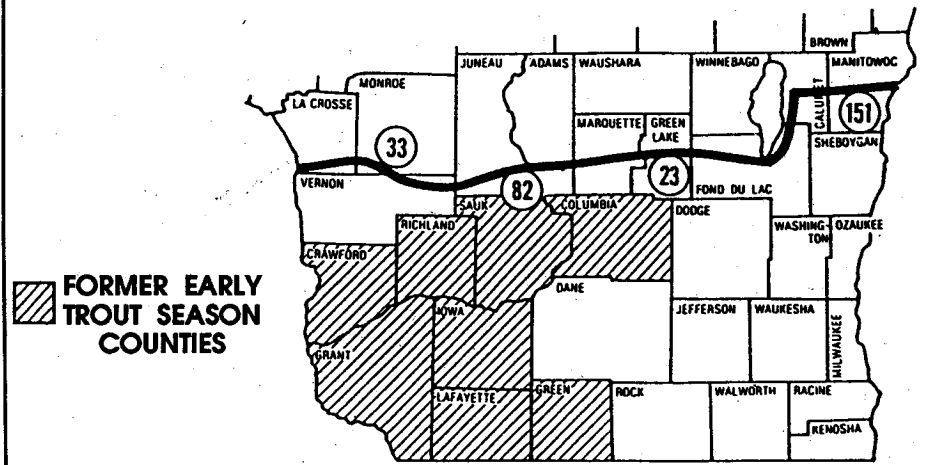 BROWN
JUNEAU
ADAMS
WAUSHARA
WINNEBAGO
MANITOWOC
MONROE
CALUMET
LA CROSSE
151
MARQUETTE
GREEN
LAKE
33
SHEBOYGAN
VERNON
82
23
FOND DU LAC
SAUK
COLUMBIA
DODGE
RICHLAND
WASHING-
TON
OZAUKEE
CRAWFORD
FORMER EARLY
TROUT SEASON
COUNTIES
DANE
IOWA
JEFFERSON
WAUKESHA
MILWAUKEE
GRANT
LAFAYETTE
GREEN
ROCK
WALWORTH
RACINE
KENOSHA